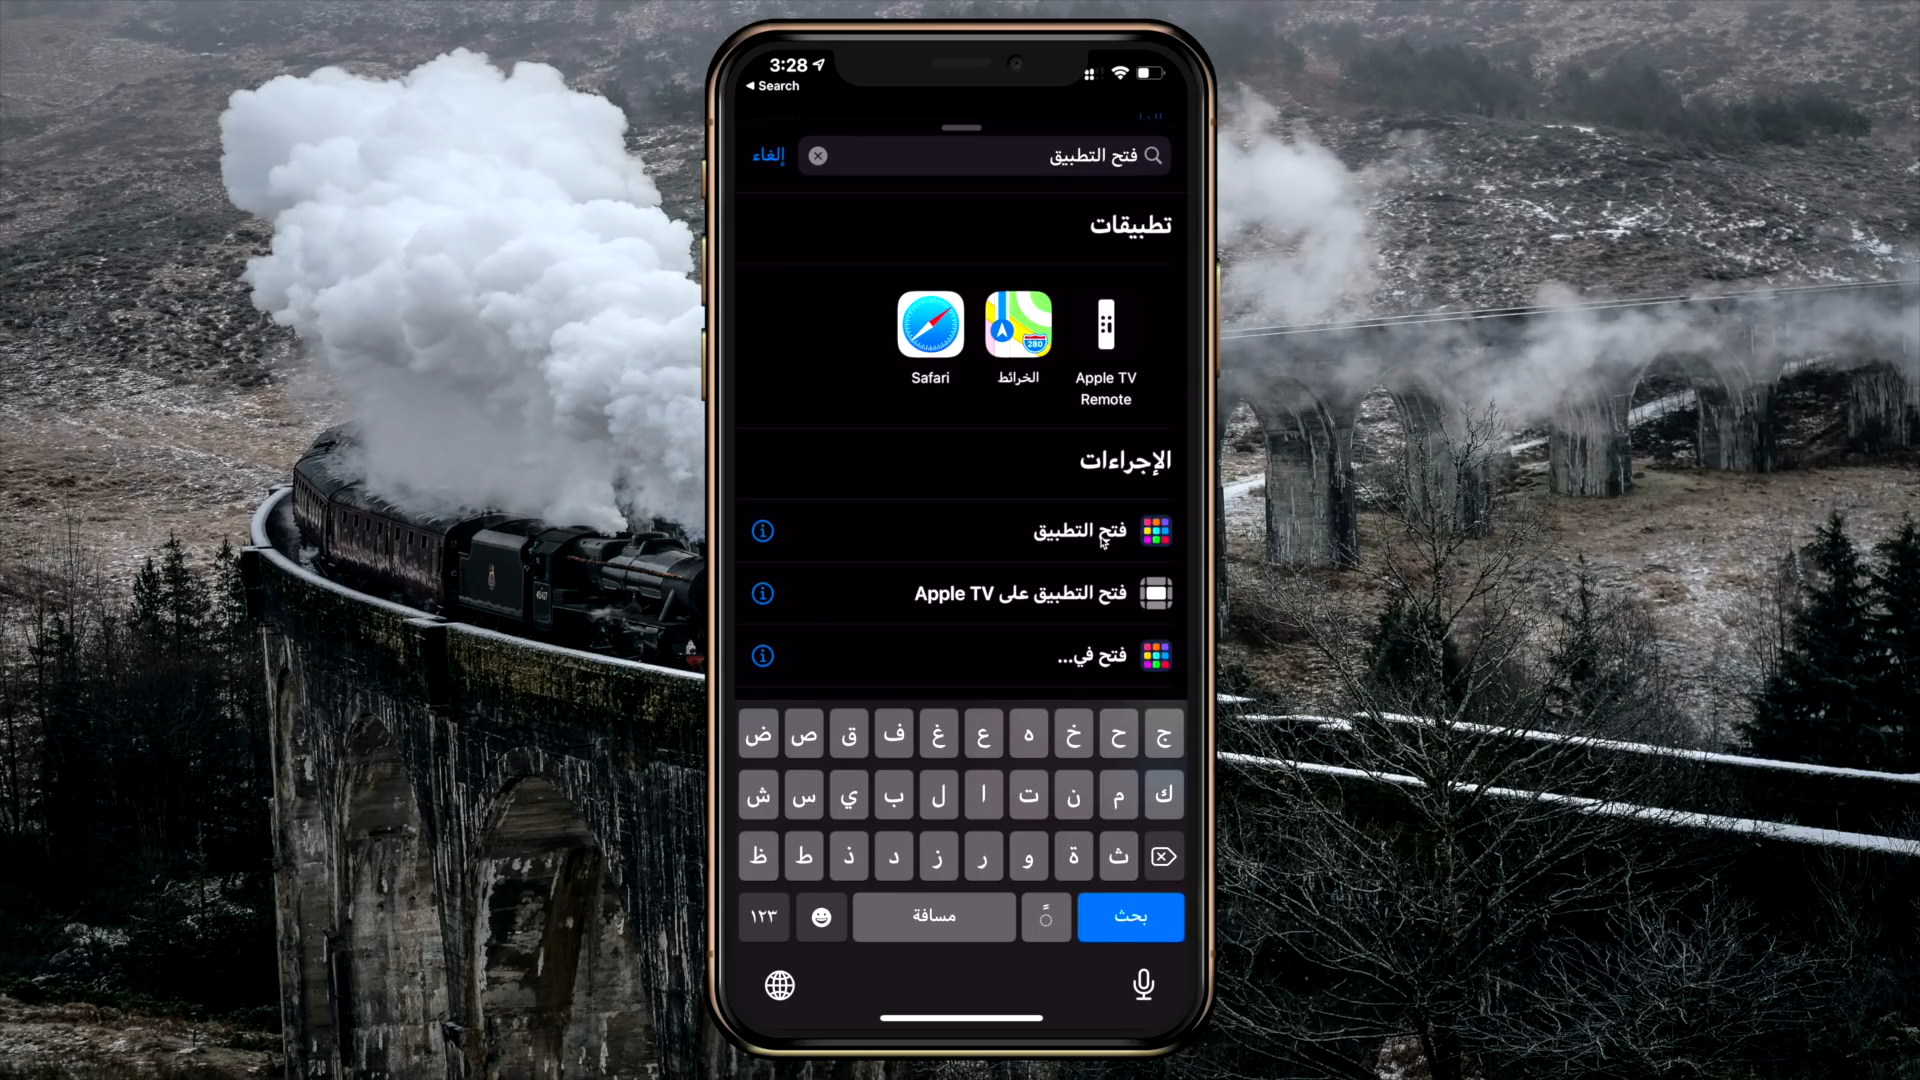 3:28
Search
فتح التطبيق
إلغاء
تطبيقات
Apple TV
Remote
الخرائط
280
Safari
الإجراءات
فتح التطبيق
فتح التطبيق على Apple TV
فتح في...
ض ص ق ف غ ع ه خ ح ج
ش س ي ب ل ا ت ن م ك
ظ ط ذ د ز ر و ة ث
١٢٣
مسافة
بحث